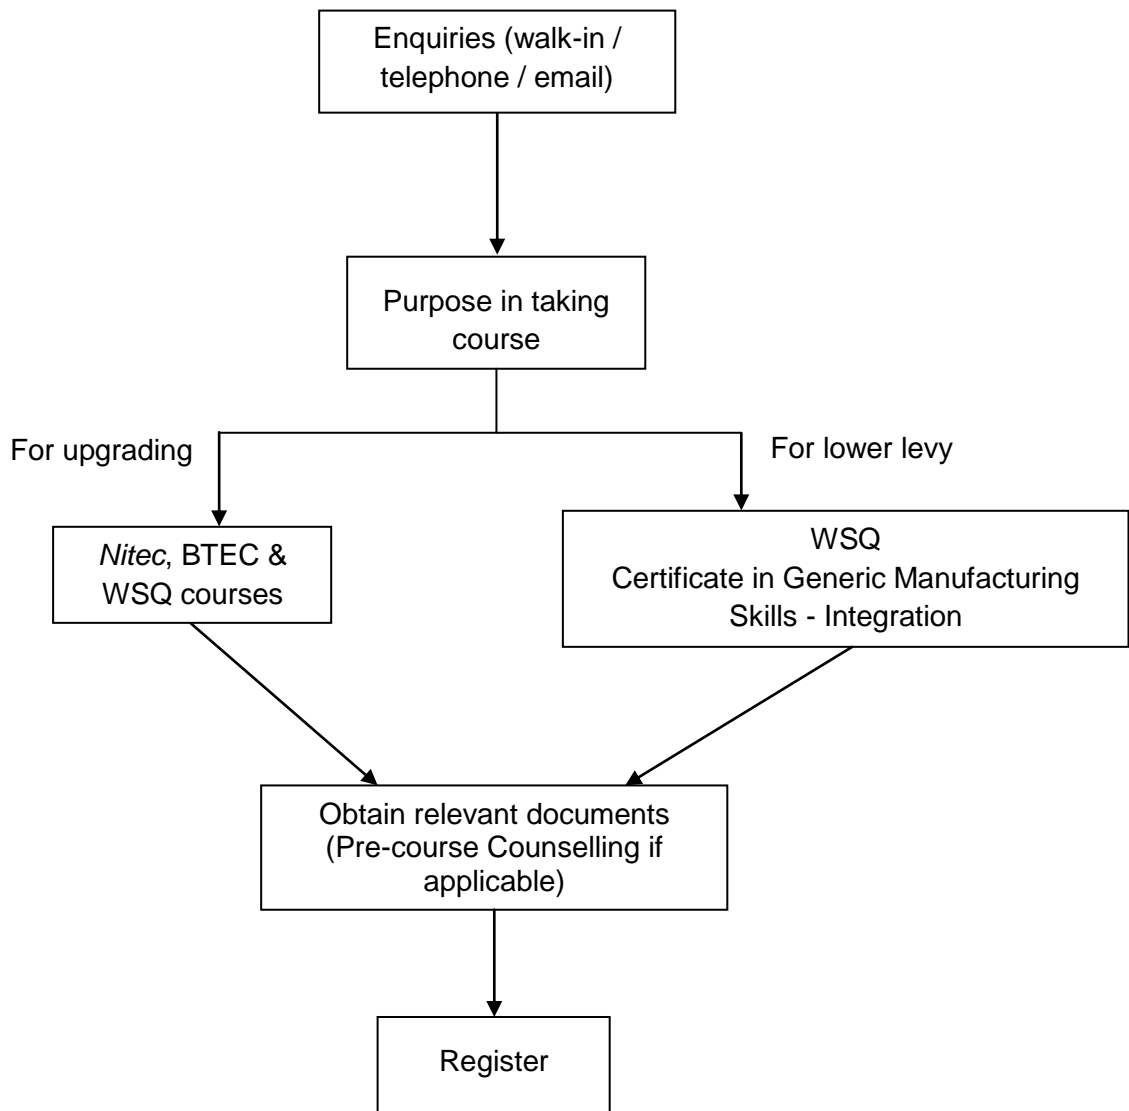 Enquiries (walk-in /
telephone / email)
Purpose in taking
course
For upgrading
For lower levy
Nitec, BTEC &
WSQ courses
WSQ
Certificate in Generic Manufacturing
Skills - Integration
Obtain relevant documents
(Pre-course Counselling if
applicable)
Register